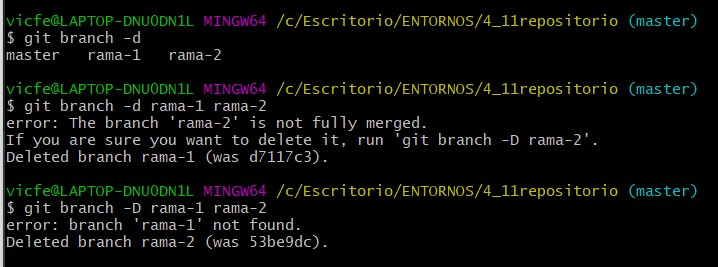 vicfe@LAPTOP-DNU0DN1L MINGW64 /c/Escritorio/ENTORNOS/4_11repositorio (master)
$ git branch -d
master   rama-1   rama-2
vicfe@LAPTOP-DNU0DN1L MINGW64 /c/Escritorio/ENTORNOS/4_11repositorio (master)
$ git branch -d rama-1 rama-2
error: The branch 'rama-2' is not fully merged.
If you are sure you want to delete it, run 'git branch -D rama-2'.
Deleted branch rama-1 (was d7117c3).
vicfe@LAPTOP-DNU0DN1L MINGW64 /c/Escritorio/ENTORNOS/4_11repositorio (master)
$ git branch -D rama-1 rama-2
error: branch 'rama-1' not found.
Deleted branch rama-2 (was 53be9dc).